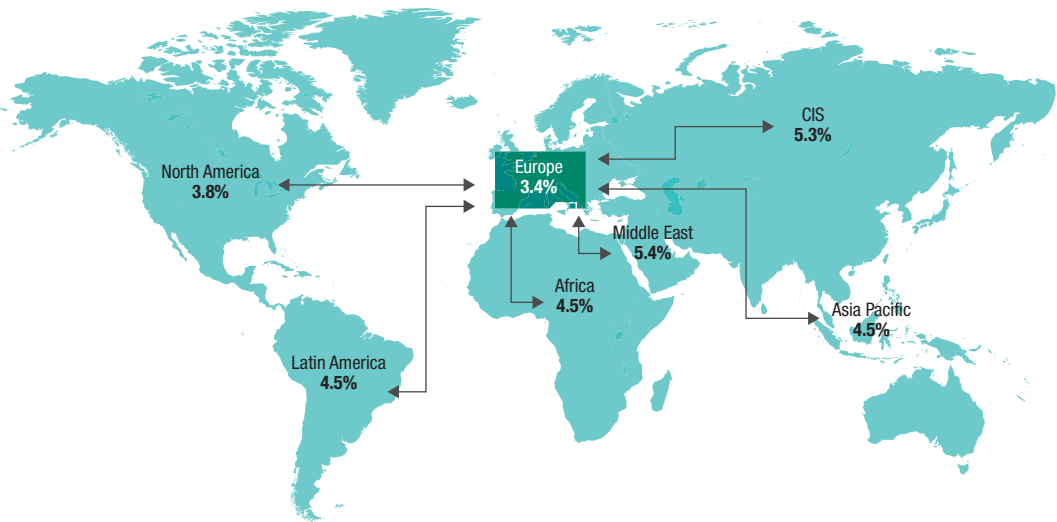 CIS
5.3%
North America
3.8%
Europe
3.4%
Middle East
5.4%
Africa
4.5%
Asia Pacific
4.5%
Latin America
4.5%